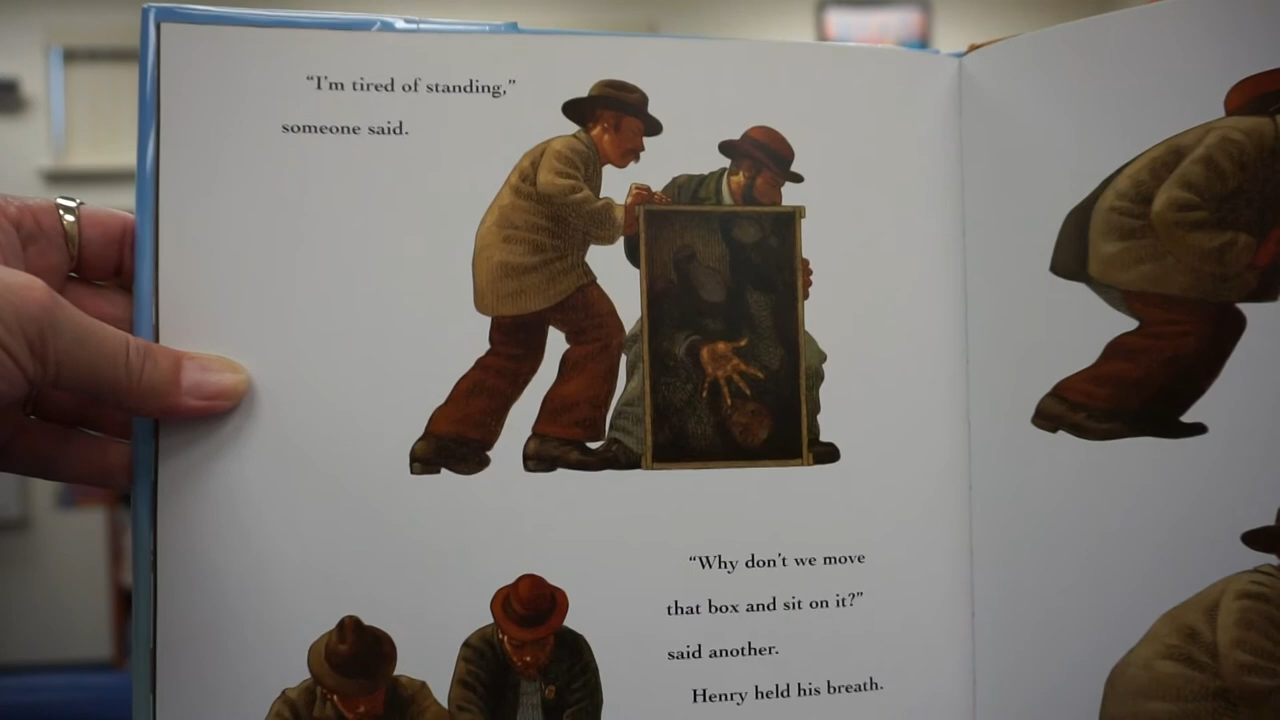 “I’m tired of standing,”
someone said.
“Why don’t we move
that box and sit on it?”
said another.
Henry held his breath.